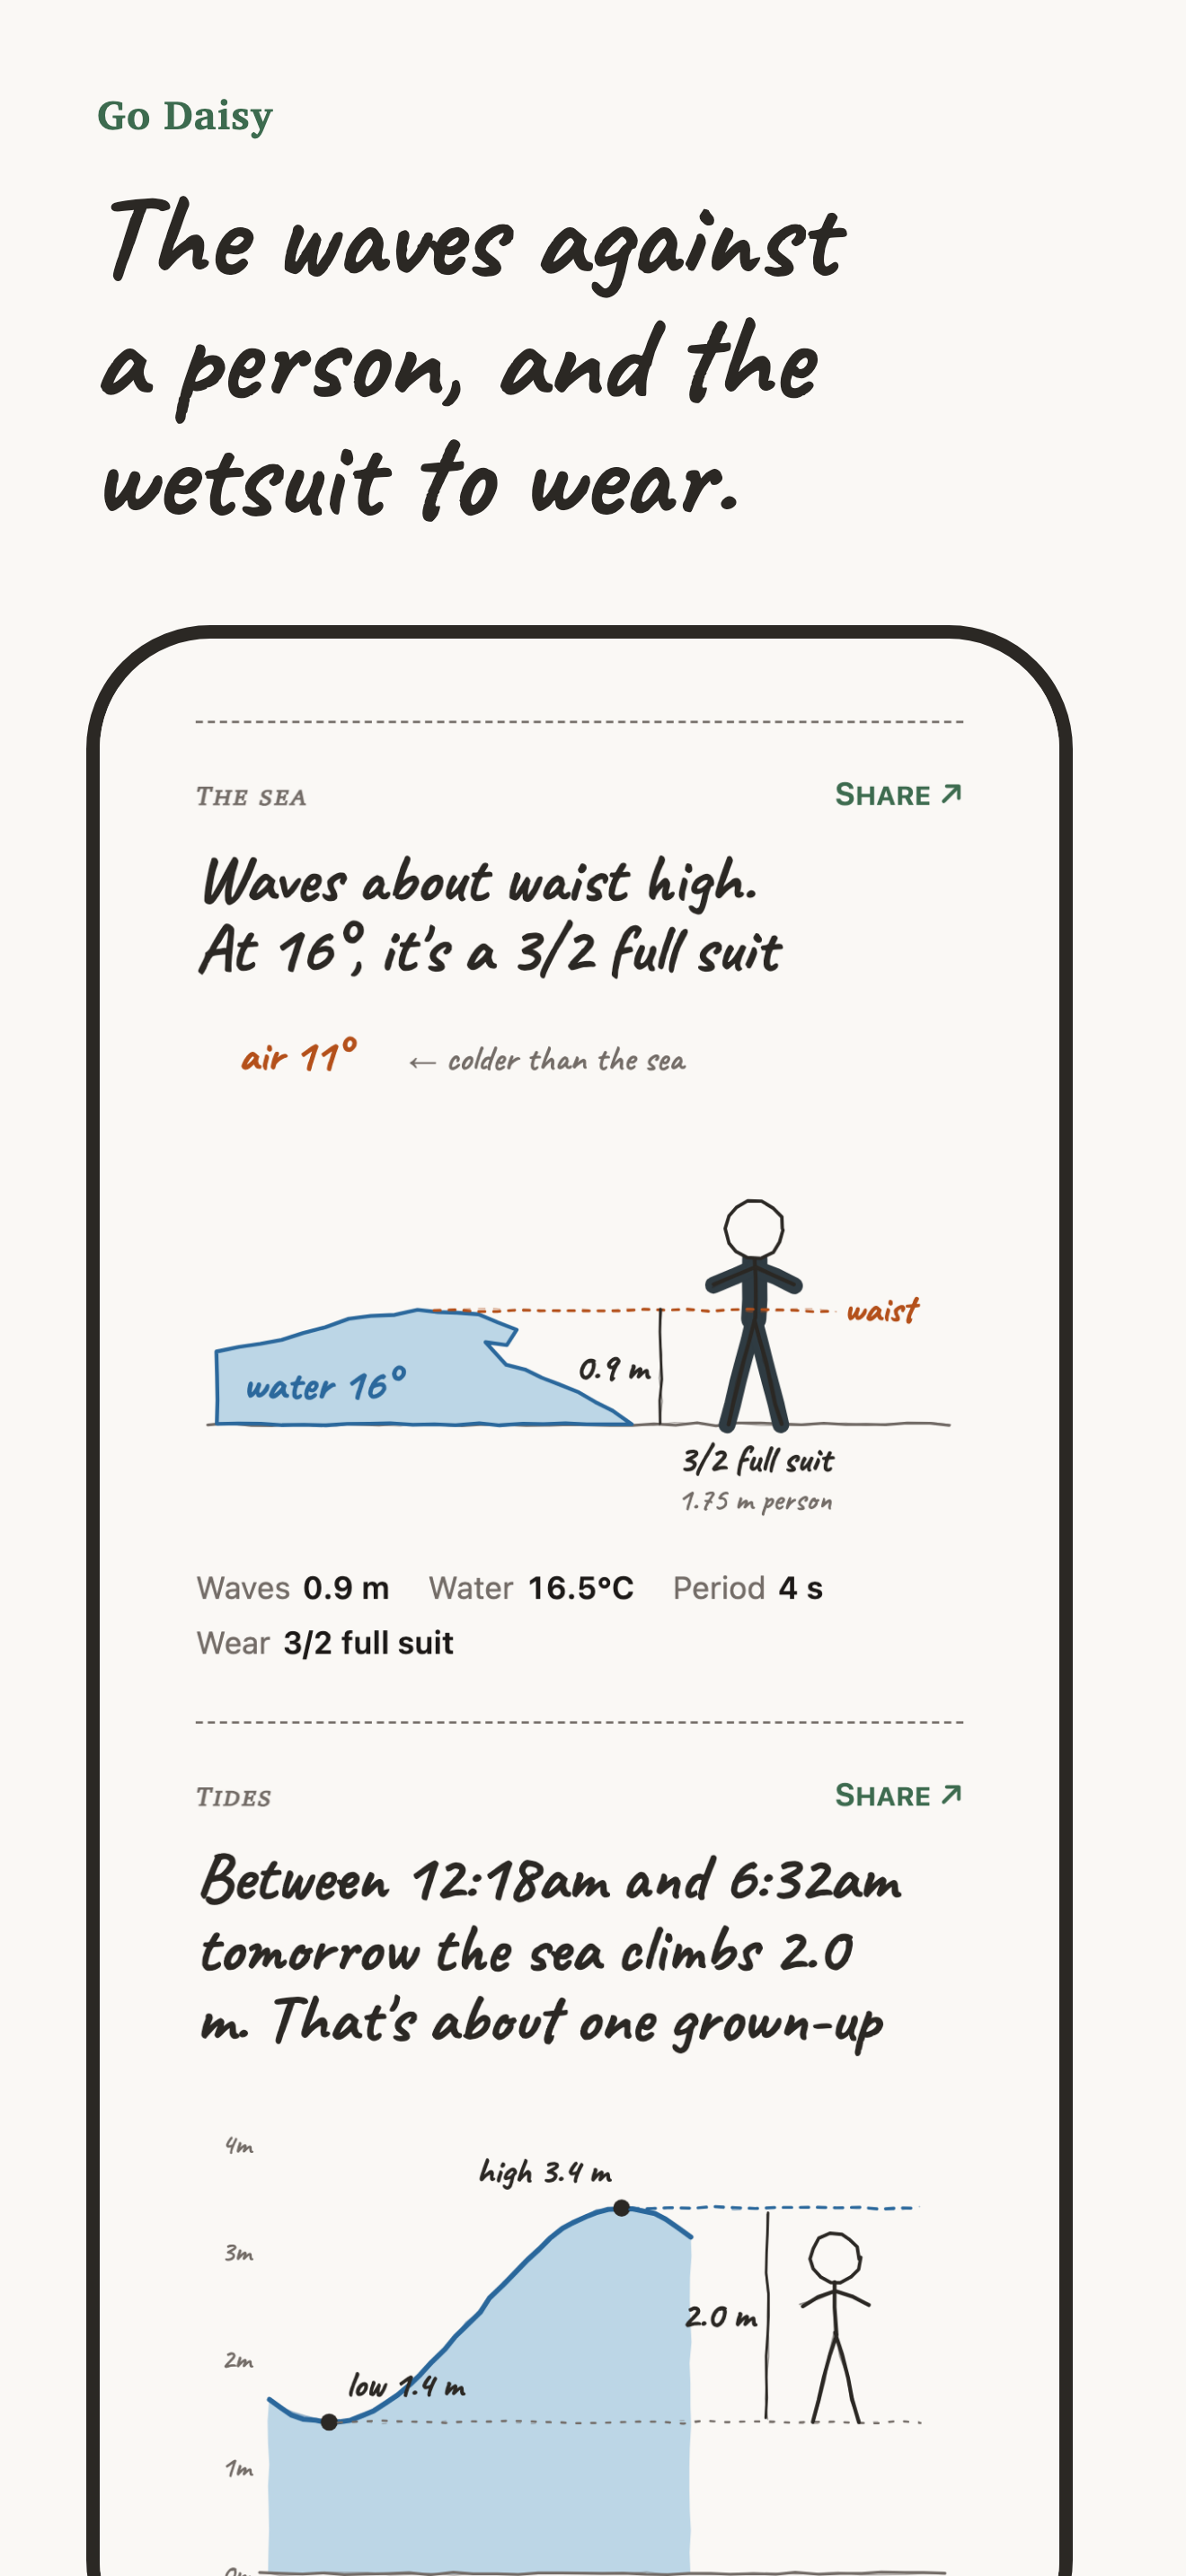 Go Daisy
The waves against
a person, and the
wetsuit to wear.
THE SEA
SHARE ↗
Waves about waist high.
At 16°, it's a 3/2 full suit
air 11° ← colder than the sea
waist
0.9 m
water 16°
3/2 full suit
1.75 m person
Waves 0.9 m Water 16.5°C Period 4 s
Wear 3/2 full suit
TIDES
SHARE ↗
Between 12:18am and 6:32am
tomorrow the sea climbs 2.0
m. That's about one grown-up
4m
high 3.4 m
3m
2.0 m
2m
low 1.4 m
1m
0m